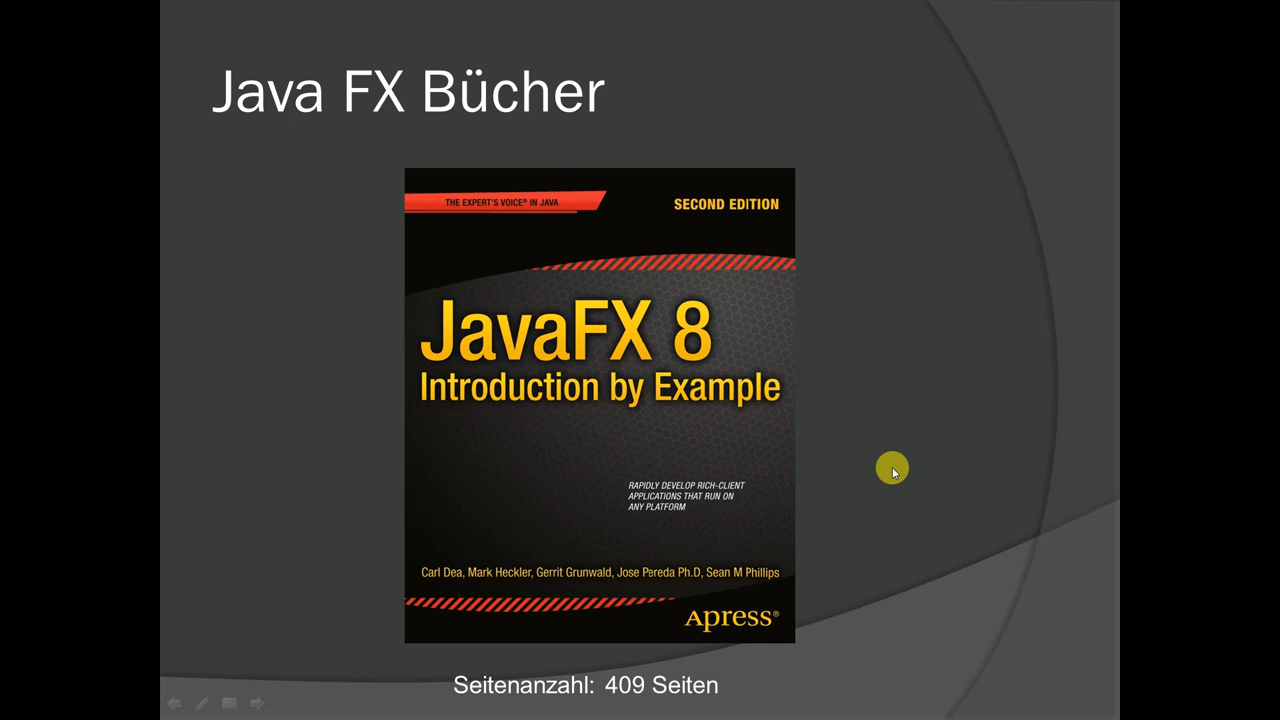 Java FX Bücher
THE EXPERT'S VOICE® IN JAVA
SECOND EDITION
JavaFX 8
Introduction by Example
RAPIDLY DEVELOP RICH-CLIENT
APPLICATIONS THAT RUN ON
ANY PLATFORM
Carl Dea, Mark Heckler, Gerrit Grunwald, Jose Pereda Ph.D, Sean M Phillips
Apress®
Seitenanzahl: 409 Seiten